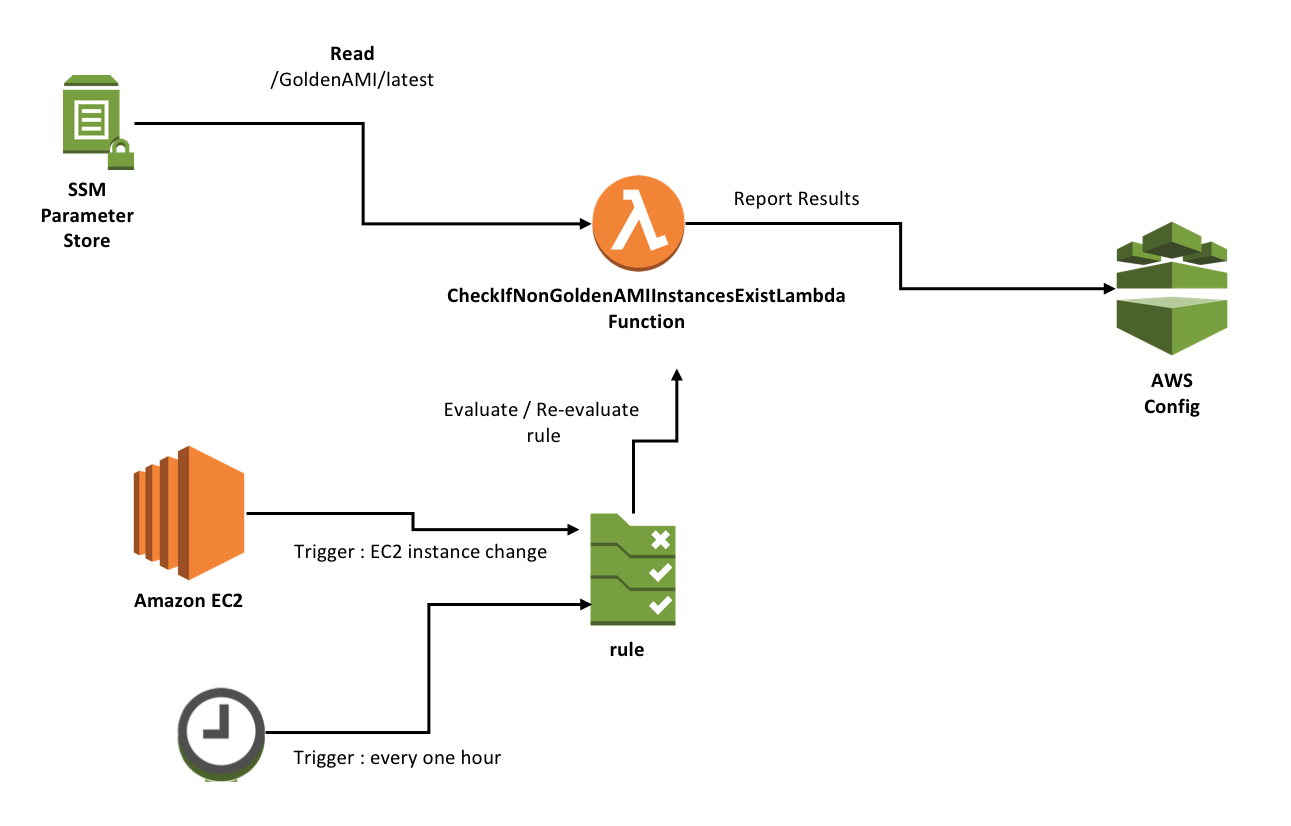 Read
/GoldenAMI/latest
SSM
Parameter
Store
Report Results
CheckIfNonGoldenAMIInstancesExistLambda
Function
AWS
Config
Evaluate / Re-evaluate
rule
Trigger : EC2 instance change
Amazon EC2
rule
Trigger : every one hour